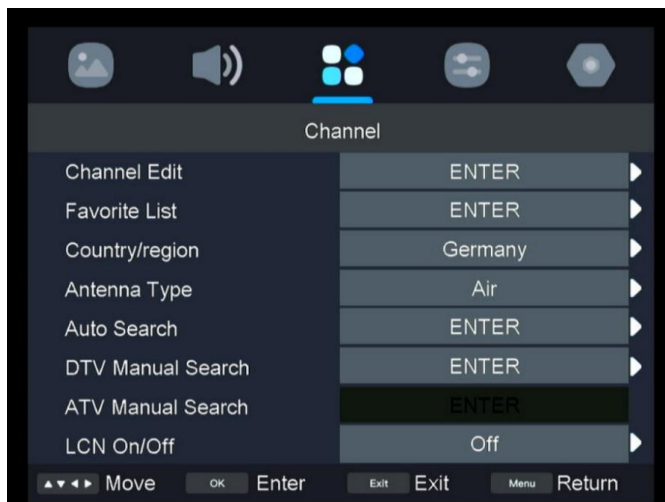 Channel
Channel Edit ENTER
Favorite List ENTER
Country/region Germany
Antenna Type Air
Auto Search ENTER
DTV Manual Search ENTER
ATV Manual Search ENTER
LCN On/Off Off
Move OK Enter Exit Exit Menu Return